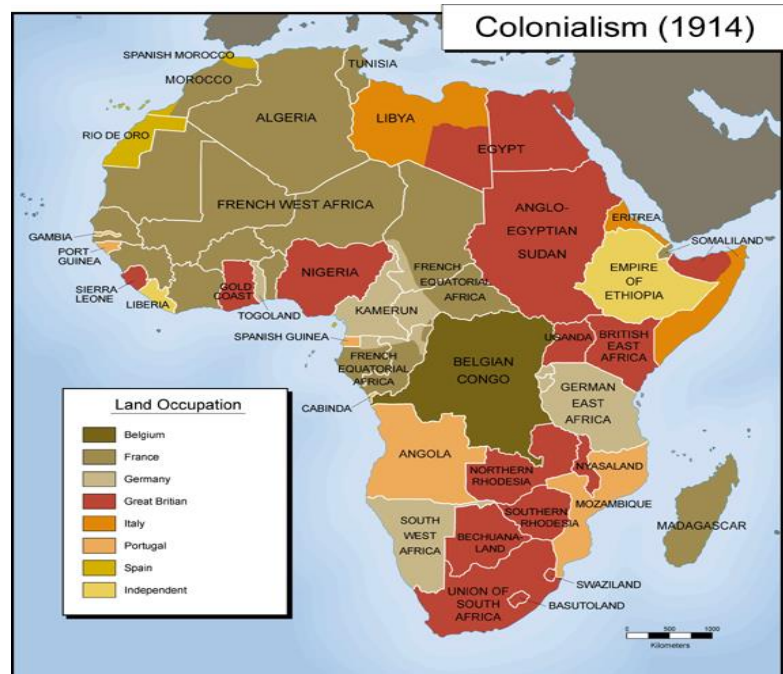 Colonialism (1914)
SPANISH MOROCCO
MOROCCO
TUNISIA
ALGERIA
LIBYA
EGYPT
RIO DE ORO
FRENCH WEST AFRICA
ANGLO-
EGYPTIAN
SUDAN
ERITREA
SOMALILAND
GAMBIA
PORT
GUINEA
SIERRA
LEONE
LIBERIA
GOLD
COAST
TOGOLAND
NIGERIA
KAMERUN
FRENCH
EQUATORIAL
AFRICA
EMPIRE OF
ETHIOPIA
SPANISH GUINEA
FRENCH
EQUATORIAL
AFRICA
CABINDA
BELGIAN
CONGO
UGANDA
BRITISH
EAST
AFRICA
GERMAN
EAST
AFRICA
ANGOLA
NORTHERN
RHODESIA
NYASALAND
MOZAMBIQUE
SOUTHERN
RHODESIA
MADAGASCAR
SOUTH
WEST
AFRICA
BECHUANA-
LAND
SWAZILAND
UNION OF
SOUTH
AFRICA
BASUTOLAND
Land Occupation
Belgium
France
Germany
Great Britian
Italy
Portugal
Spain
Independent
0 500 1000
Kilometers